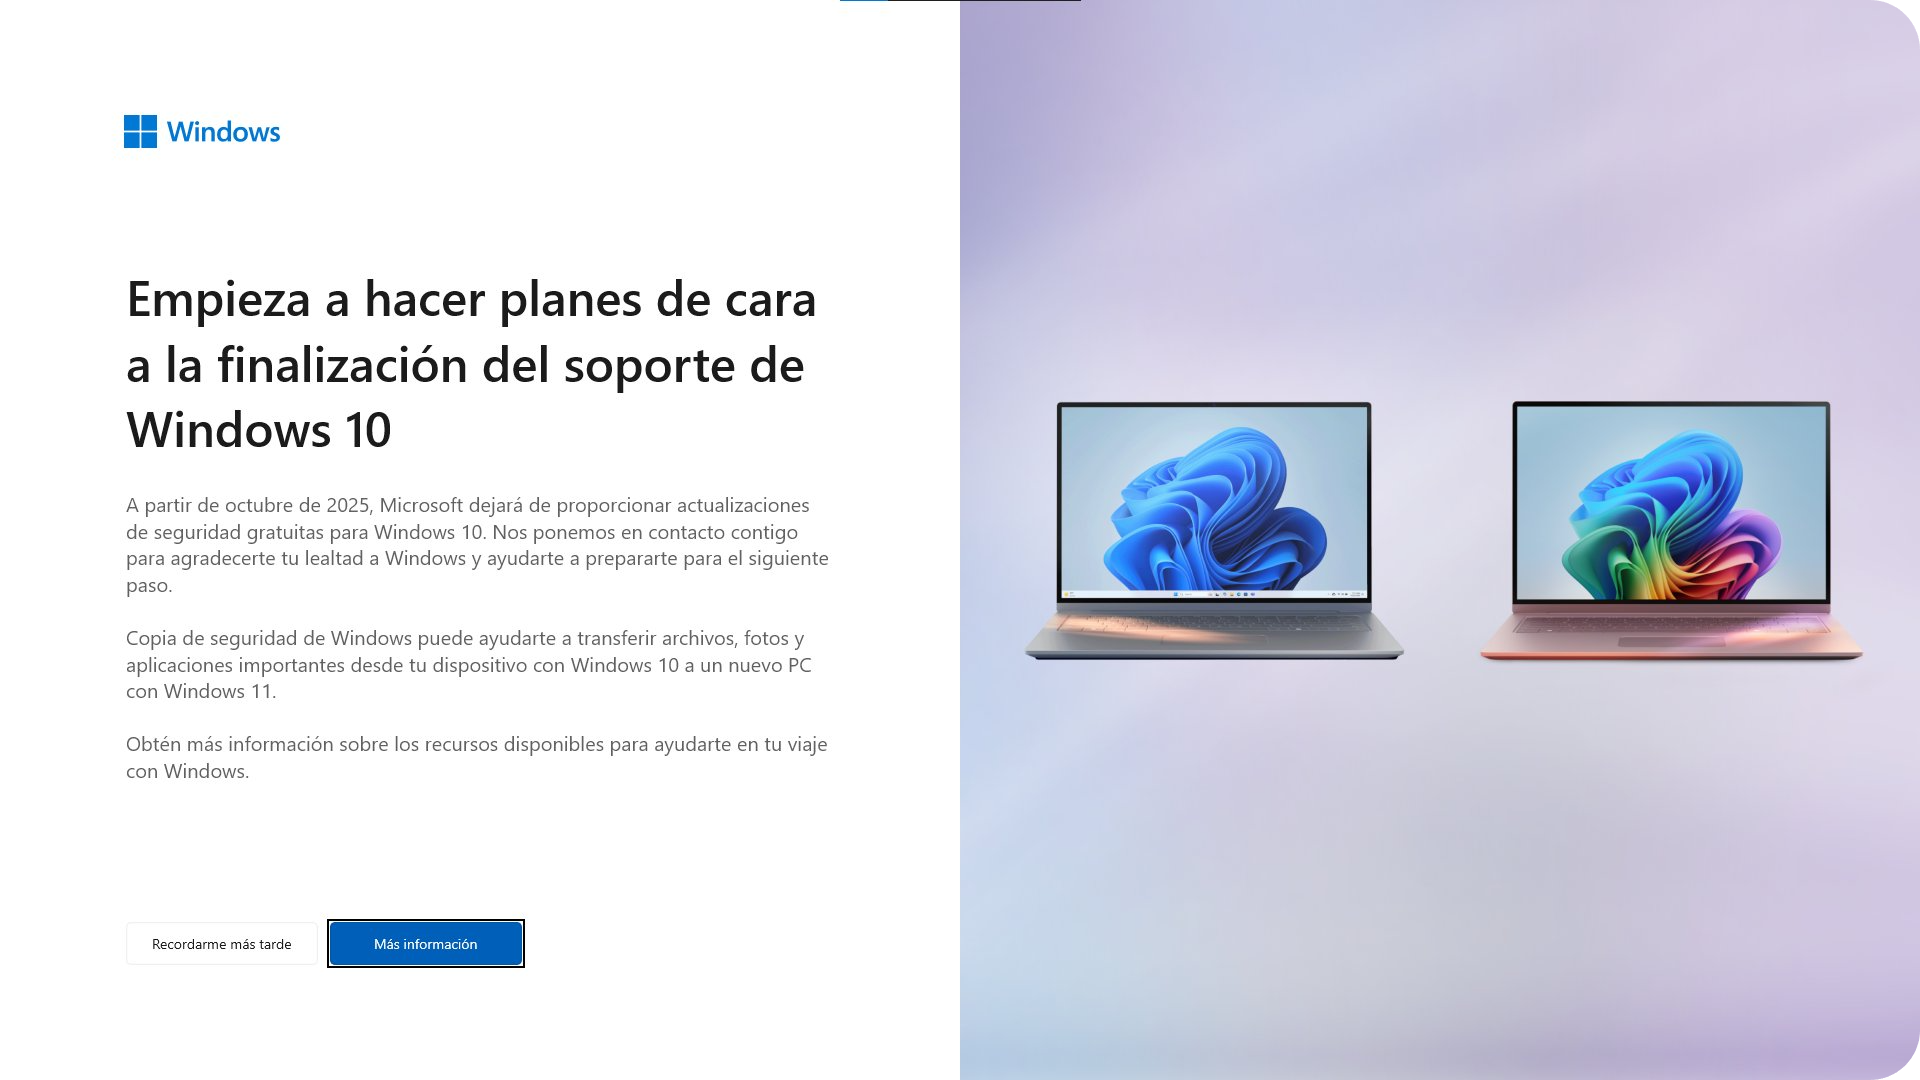 Windows
Empieza a hacer planes de cara
a la finalización del soporte de
Windows 10
A partir de octubre de 2025, Microsoft dejará de proporcionar actualizaciones
de seguridad gratuitas para Windows 10. Nos ponemos en contacto contigo
para agradecerte tu lealtad a Windows y ayudarte a prepararte para el siguiente
paso.
Copia de seguridad de Windows puede ayudarte a transferir archivos, fotos y
aplicaciones importantes desde tu dispositivo con Windows 10 a un nuevo PC
con Windows 11.
Obtén más información sobre los recursos disponibles para ayudarte en tu viaje
con Windows.
Recordarme más tarde
Más información